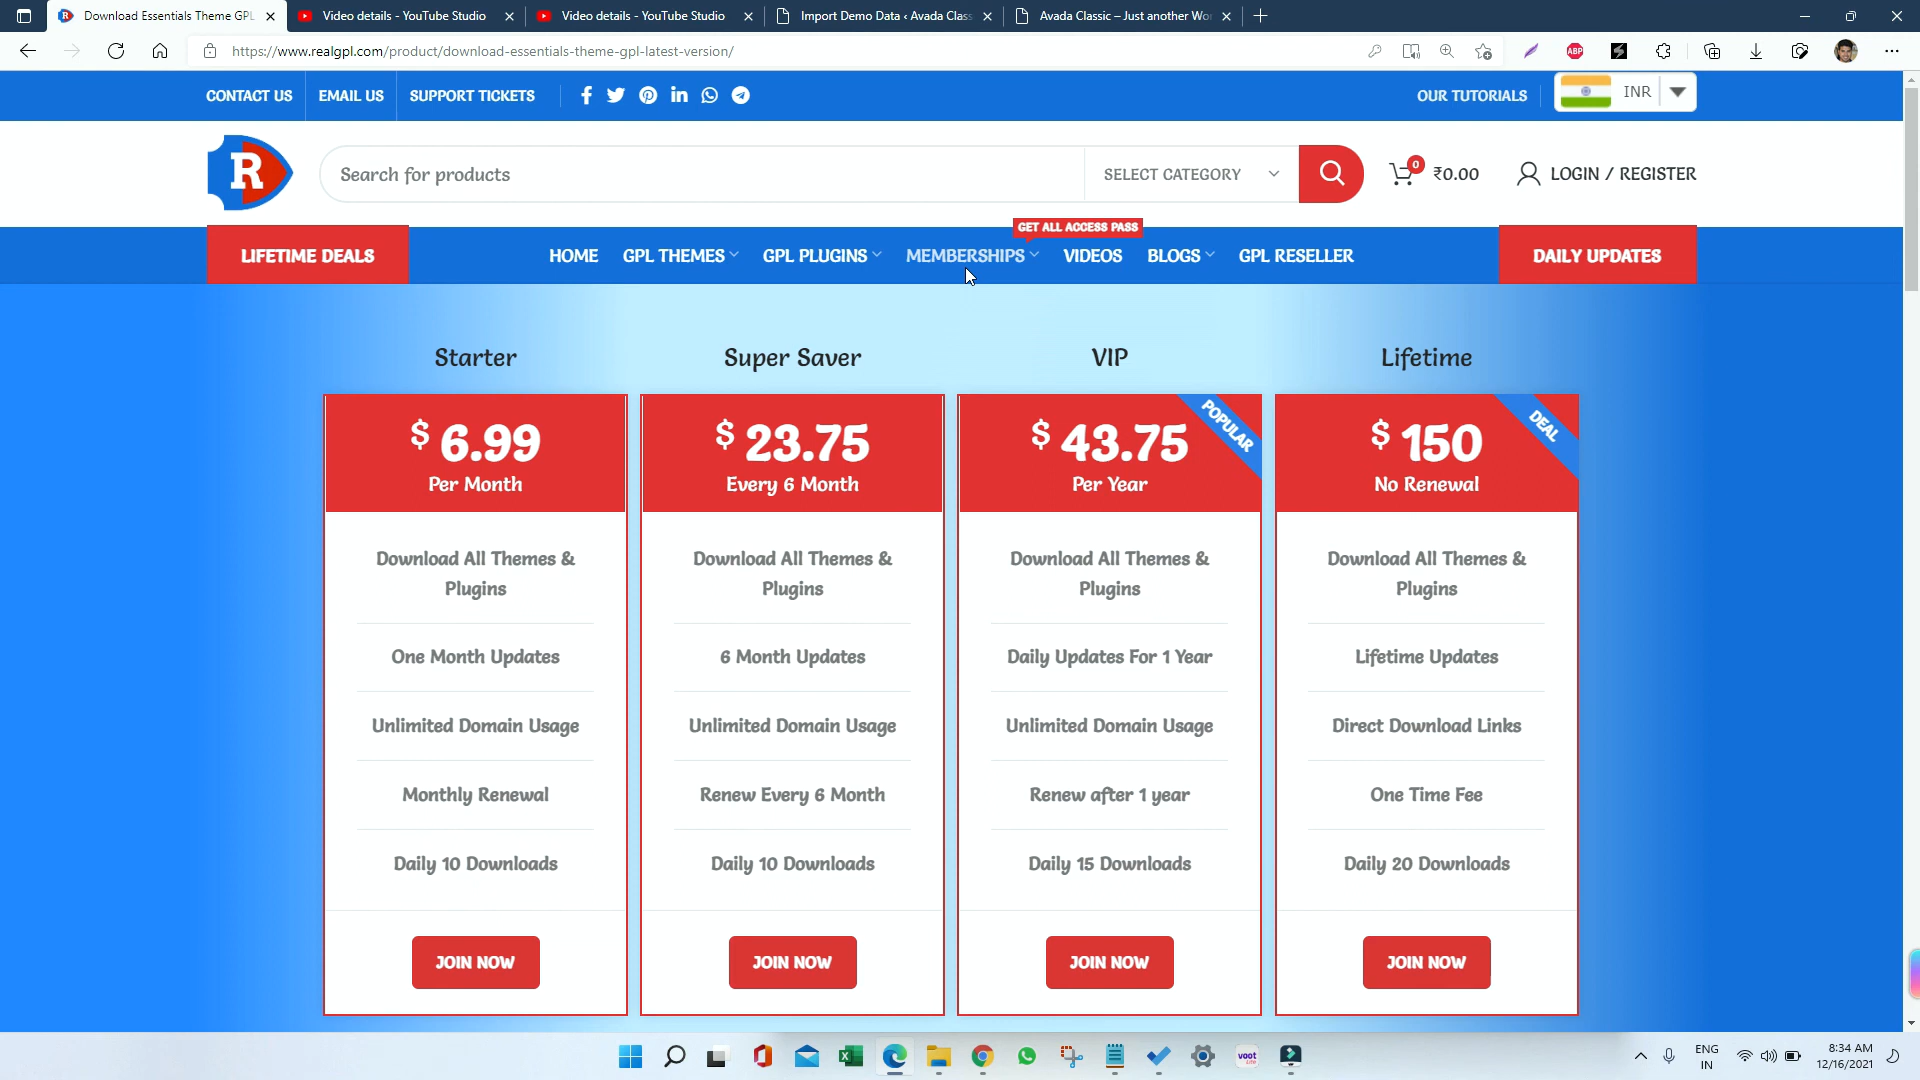 Download Essentials Theme GPL
Video details - YouTube Studio
Video details - YouTube Studio
Import Demo Data ‹ Avada Class
Avada Classic – Just another Wo
https://www.realgpl.com/product/download-essentials-theme-gpl-latest-version/
ABP
CONTACT US
EMAIL US
SUPPORT TICKETS
OUR TUTORIALS
INR
R
Search for products
SELECT CATEGORY
0
₹0.00
LOGIN / REGISTER
GET ALL ACCESS PASS
LIFETIME DEALS
HOME
GPL THEMES
GPL PLUGINS
MEMBERSHIPS
VIDEOS
BLOGS
GPL RESELLER
DAILY UPDATES
Starter
$ 6.99
Per Month
Download All Themes &
Plugins
One Month Updates
Unlimited Domain Usage
Monthly Renewal
Daily 10 Downloads
JOIN NOW
Super Saver
$ 23.75
Every 6 Month
Download All Themes &
Plugins
6 Month Updates
Unlimited Domain Usage
Renew Every 6 Month
Daily 10 Downloads
JOIN NOW
VIP
POPULAR
$ 43.75
Per Year
Download All Themes &
Plugins
Daily Updates For 1 Year
Unlimited Domain Usage
Renew after 1 year
Daily 15 Downloads
JOIN NOW
Lifetime
DEAL
$ 150
No Renewal
Download All Themes &
Plugins
Lifetime Updates
Direct Download Links
One Time Fee
Daily 20 Downloads
JOIN NOW
voot
ENG
IN
8:34 AM
12/16/2021